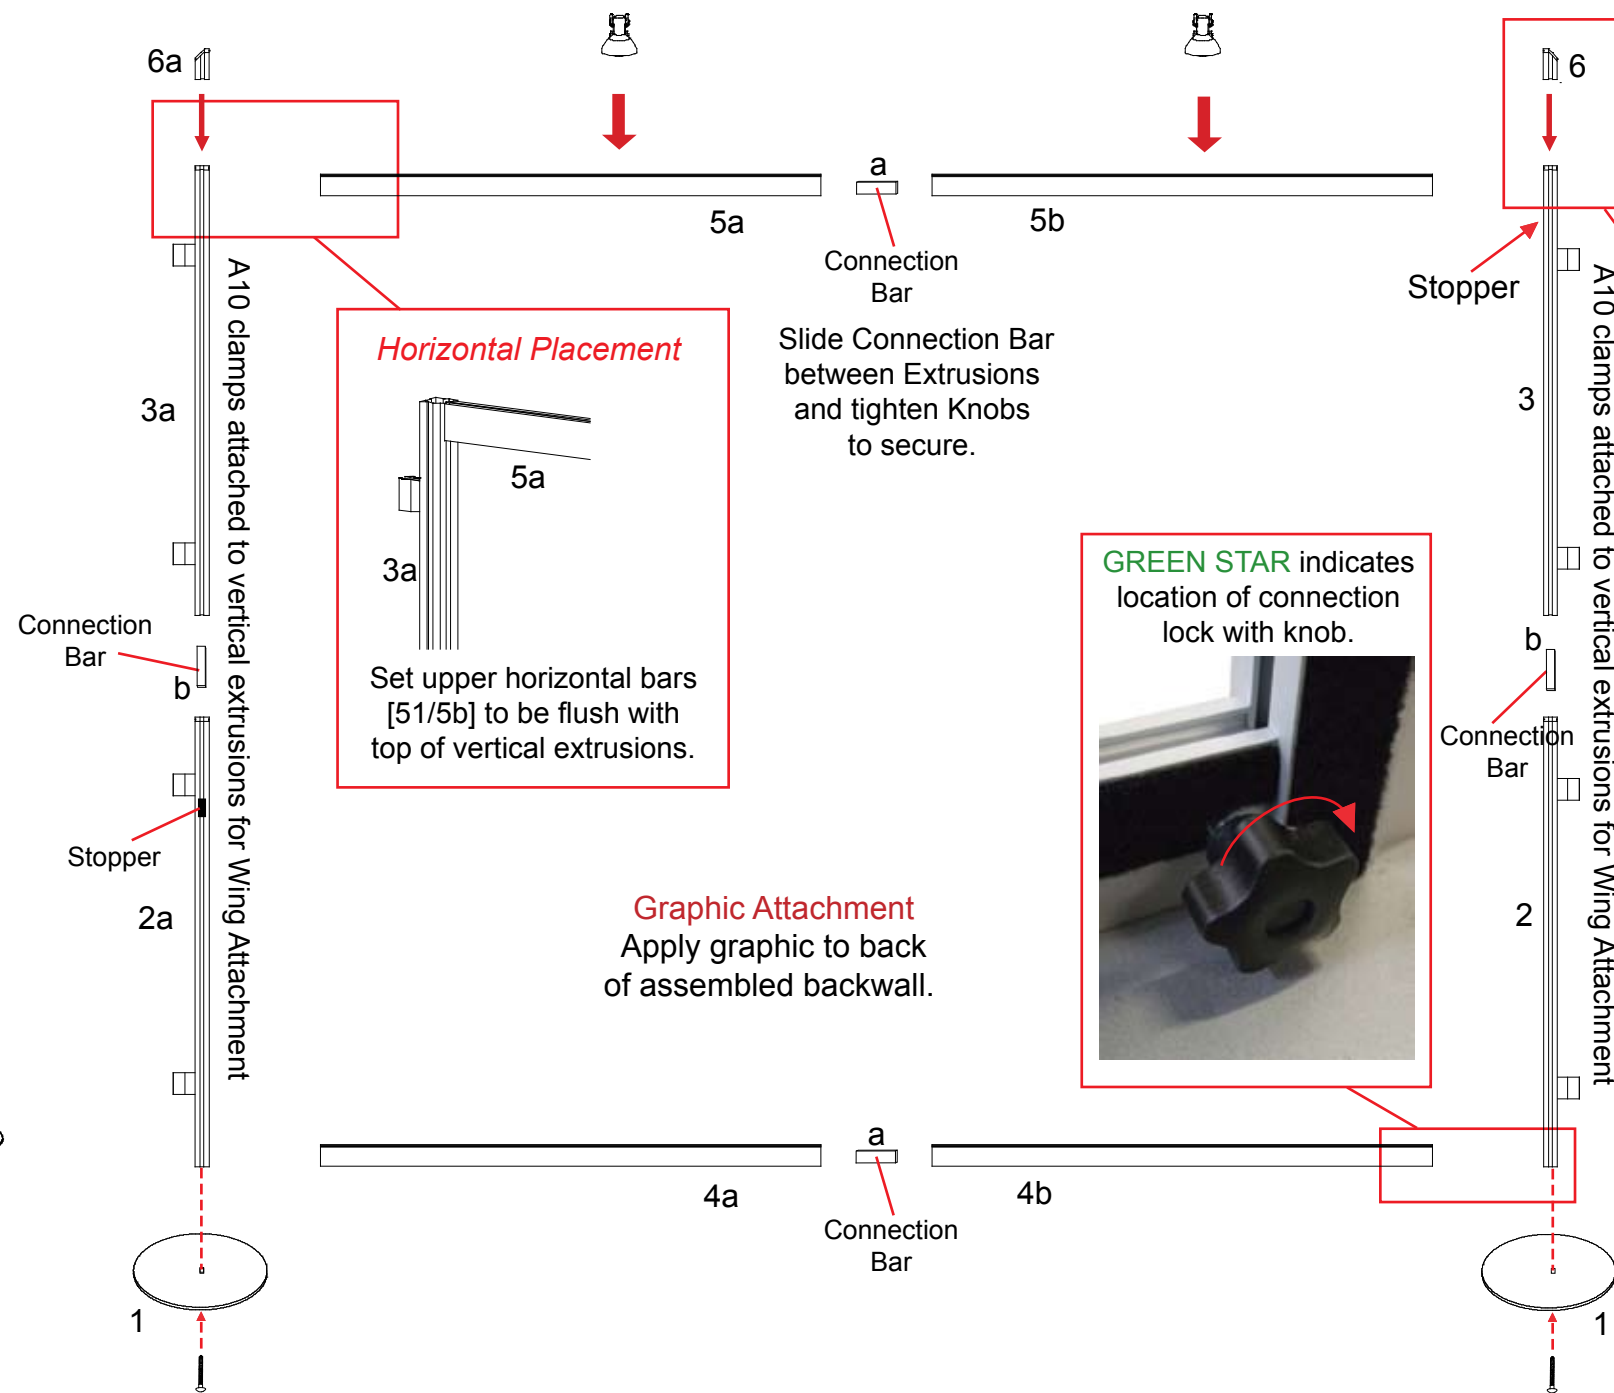 6a
6
a
5a
5b
Connection
Bar
Stopper
Slide Connection Bar
between Extrusions
and tighten Knobs
to secure.
A10 clamps attached to vertical extrusions for Wing Attachment
3a
Horizontal Placement
5a
3a
Set upper horizontal bars
[51/5b] to be flush with
top of vertical extrusions.
A10 clamps attached to vertical extrusions for Wing Attachment
3
GREEN STAR indicates
location of connection
lock with knob.
Connection
Bar
b
b
Connection
Bar
Stopper
2a
2
Graphic Attachment
Apply graphic to back
of assembled backwall.
a
4a
4b
Connection
Bar
1
1